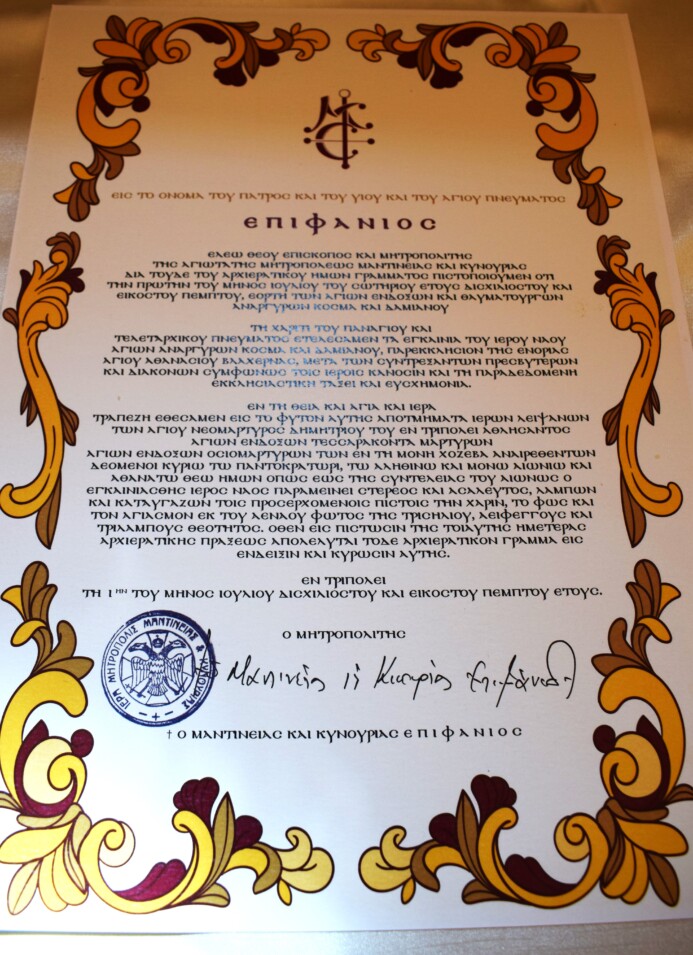 ΕΙΣ ΤΟ ΟΝΟΜΑ ΤΟΥ ΠΑΤΡΟΣ ΚΑΙ ΤΟΥ ΥΙΟΥ ΚΑΙ ΤΟΥ ΑΓΙΟΥ ΠΝΕΥΜΑΤΟΣ
ΕΠΙΦΑΝΙΟΣ
ΕΛΕΩ ΘΕΟΥ ΕΠΙΣΚΟΠΟΣ ΚΑΙ ΜΗΤΡΟΠΟΛΙΤΗΣ
ΤΗΣ ΑΓΙΩΤΑΤΗΣ ΜΗΤΡΟΠΟΛΕΩΣ ΜΑΝΤΙΝΕΙΑΣ ΚΑΙ ΚΥΝΟΥΡΙΑΣ
ΔΙΑ ΤΟΥΔΕ ΤΟΥ ΑΡΧΙΕΡΑΤΙΚΟΥ ΗΜΩΝ ΓΡΑΜΜΑΤΟΣ ΠΙΣΤΟΠΟΙΟΥΜΕΝ ΟΤΙ
ΤΗΝ ΠΡΩΤΗΝ ΤΟΥ ΜΗΝΟΣ ΙΟΥΛΙΟΥ ΤΟΥ ΣΩΤΗΡΙΟΥ ΕΤΟΥΣ ΔΙΣΧΙΛΙΟΣΤΟΥ ΚΑΙ
ΕΙΚΟΣΤΟΥ ΠΕΜΠΤΟΥ, ΕΟΡΤΗ ΤΩΝ ΑΓΙΩΝ ΕΝΔΟΞΩΝ ΚΑΙ ΘΑΥΜΑΤΟΥΡΓΩΝ
ΑΝΑΡΓΥΡΩΝ ΚΟΣΜΑ ΚΑΙ ΔΑΜΙΑΝΟΥ
ΤΗ ΧΑΡΙΤΙ ΤΟΥ ΠΑΝΑΓΙΟΥ ΚΑΙ
ΤΕΛΕΤΑΡΧΙΚΟΥ ΠΝΕΥΜΑΤΟΣ ΕΤΕΛΕΣΑΜΕΝ ΤΑ ΕΓΚΑΙΝΙΑ ΤΟΥ ΙΕΡΟΥ ΝΑΟΥ
ΑΓΙΩΝ ΑΝΑΡΓΥΡΩΝ ΚΟΣΜΑ ΚΑΙ ΔΑΜΙΑΝΟΥ, ΠΑΡΕΚΚΛΗΣΙΟΝ ΤΗΣ ΕΝΟΡΙΑΣ
ΑΓΙΟΥ ΑΘΑΝΑΣΙΟΥ ΒΛΑΧΕΡΝΑΣ, ΜΕΤΑ ΤΩΝ ΣΥΝΤΡΕΞΑΝΤΩΝ ΠΡΕΣΒΥΤΕΡΩΝ
ΚΑΙ ΔΙΑΚΟΝΩΝ ΣΥΜΦΩΝΩΣ ΤΟΙΣ ΙΕΡΟΙΣ ΚΑΝΟΣΙΝ ΚΑΙ ΤΗ ΠΑΡΑΔΕΔΟΜΕΝΗ
ΕΚΚΛΗΣΙΑΣΤΙΚΗ ΤΑΞΕΙ ΚΑΙ ΕΥΣΧΗΜΟΝΙΑ.
ΕΝ ΤΗ ΘΕΙΑ ΚΑΙ ΑΓΙΑ ΚΑΙ ΙΕΡΑ
ΤΡΑΠΕΖΗ ΕΘΕΣΑΜΕΝ ΕΙΣ ΤΟ ΦΥΤΟΝ ΑΥΤΗΣ ΑΠΟΤΜΗΜΑΤΑ ΙΕΡΩΝ ΛΕΙΨΑΝΩΝ
ΤΩΝ ΑΓΙΟΥ ΝΕΟΜΑΡΤΥΡΟΣ ΔΗΜΗΤΡΙΟΥ ΤΟΥ ΕΝ ΤΡΙΠΟΛΕΙ ΑΘΛΗΣΑΝΤΟΣ
ΑΓΙΩΝ ΕΝΔΟΞΩΝ ΤΕΣΣΑΡΑΚΟΝΤΑ ΜΑΡΤΥΡΩΝ
ΑΓΙΩΝ ΕΝΔΟΞΩΝ ΟΣΙΟΜΑΡΤΥΡΩΝ ΤΩΝ ΕΝ ΤΗ ΜΟΝΗ ΧΟΖΕΒΑ ΑΝΑΙΡΕΘΕΝΤΩΝ
ΔΕΟΜΕΝΟΙ ΚΥΡΙΩ ΤΩ ΠΑΝΤΟΚΡΑΤΩΡΙ, ΤΩ ΑΛΗΘΙΝΩ ΚΑΙ ΜΟΝΩ ΑΙΩΝΙΩ ΚΑΙ
ΑΘΑΝΑΤΩ ΘΕΩ ΗΜΩΝ ΟΠΩΣ ΕΩΣ ΤΗΣ ΣΥΝΤΕΛΕΙΑΣ ΤΟΥ ΑΙΩΝΟΣ Ο
ΕΓΚΑΙΝΙΑΣΘΗΣ ΙΕΡΟΣ ΝΑΟΣ ΠΑΡΑΜΕΙΝΕΙ ΣΤΕΡΕΟΣ ΚΑΙ ΑΣΑΛΕΥΤΟΣ, ΛΑΜΠΩΝ
ΚΑΙ ΚΑΤΑΥΓΑΖΩΝ ΤΟΙΣ ΠΡΟΣΕΡΧΟΜΕΝΟΙΣ ΠΙΣΤΟΙΣ ΤΗΝ ΧΑΡΙΝ, ΤΟ ΦΩΣ ΚΑΙ
ΤΟΝ ΑΓΙΑΣΜΟΝ ΕΚ ΤΟΥ ΑΕΝΑΟΥ ΦΩΤΟΣ ΤΗΣ ΤΡΙΣΗΛΙΟΥ, ΑΕΙΦΕΓΓΟΥΣ ΚΑΙ
ΤΡΙΛΑΜΠΟΥΣ ΘΕΟΤΗΤΟΣ. ΟΘΕΝ ΕΙΣ ΠΙΣΤΩΣΙΝ ΤΗΣ ΤΟΙΑΥΤΗΣ ΗΜΕΤΕΡΑΣ
ΑΡΧΙΕΡΑΤΙΚΗΣ ΠΡΑΞΕΩΣ ΑΠΟΛΕΛΥΤΑΙ ΤΟΔΕ ΑΡΧΙΕΡΑΤΙΚΟΝ ΓΡΑΜΜΑ ΕΙΣ
ΕΝΔΕΙΞΙΝ ΚΑΙ ΚΥΡΩΣΙΝ ΑΥΤΗΣ.
ΕΝ ΤΡΙΠΟΛΕΙ
ΤΗ 1ΗΝ ΤΟΥ ΜΗΝΟΣ ΙΟΥΛΙΟΥ ΔΙΣΧΙΛΙΟΣΤΟΥ ΚΑΙ ΕΙΚΟΣΤΟΥ ΠΕΜΠΤΟΥ ΕΤΟΥΣ.
Ο ΜΗΤΡΟΠΟΛΙΤΗΣ
ΙΕΡΑ ΜΗΤΡΟΠΟΛΙΣ ΜΑΝΤΙΝΕΙΑΣ & ΚΥΝΟΥΡΙΑΣ
† Ο ΜΑΝΤΙΝΕΙΑΣ ΚΑΙ ΚΥΝΟΥΡΙΑΣ ΕΠΙΦΑΝΙΟΣ